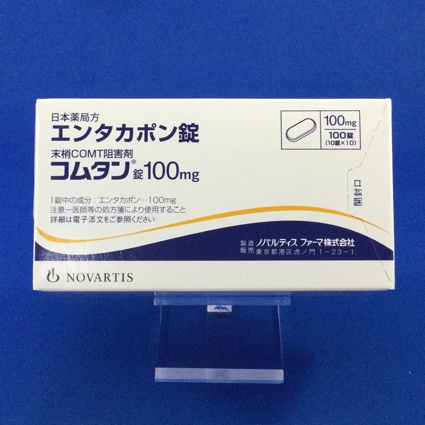 日本薬局方
エンタカポン錠
末梢COMT阻害剤
コムタン®錠100mg
1錠中の成分：エンタカポン…100mg
注意－医師等の処方箋により使用すること
詳細は電子添文をご参照ください
100mg
100錠
(10錠×10)
開封口
製造販売 ノバルティス ファーマ株式会社
東京都港区虎ノ門1-23-1
NOVARTIS